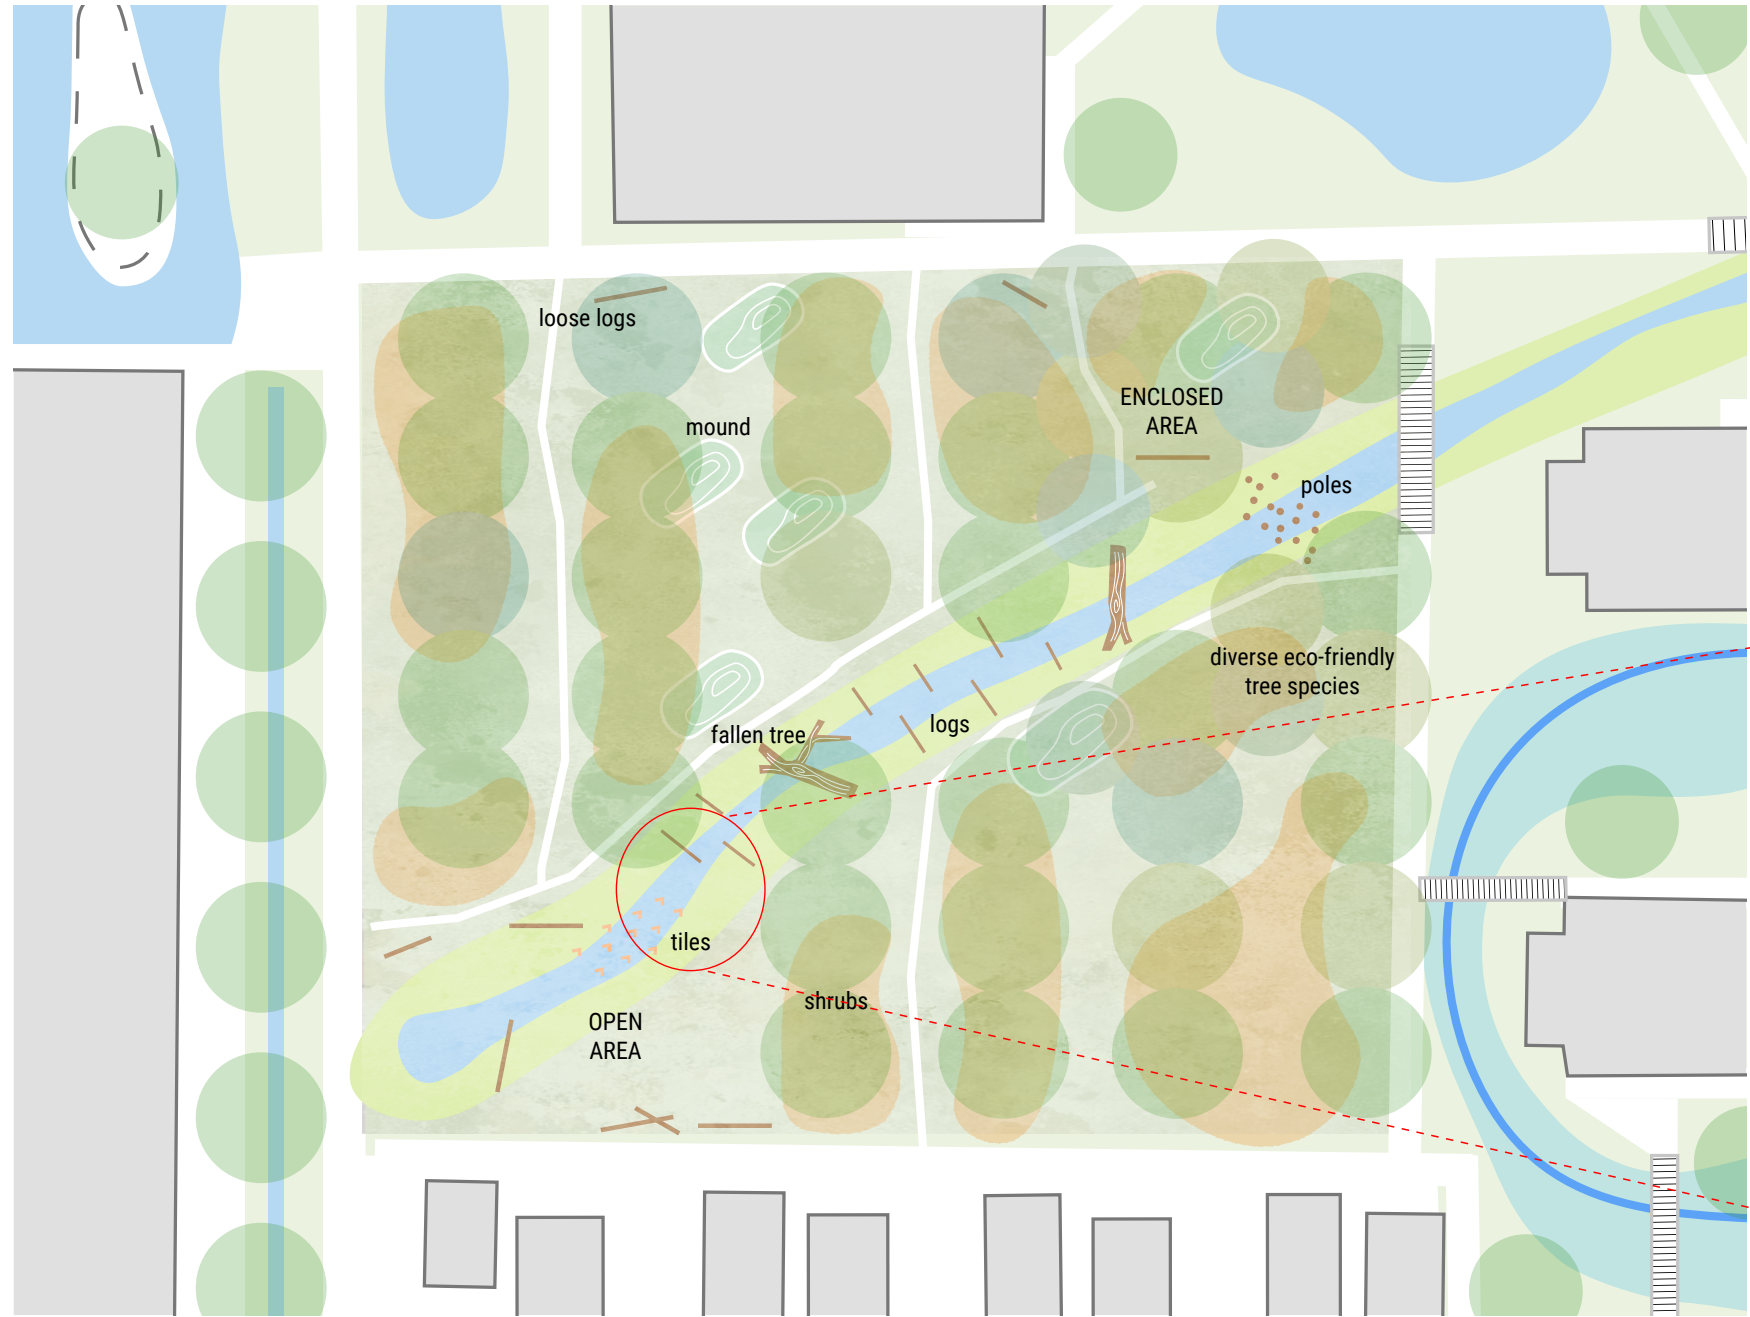 loose logs
mound
ENCLOSED
AREA
poles
diverse eco-friendly
tree species
fallen tree
logs
tiles
shrubs
OPEN
AREA